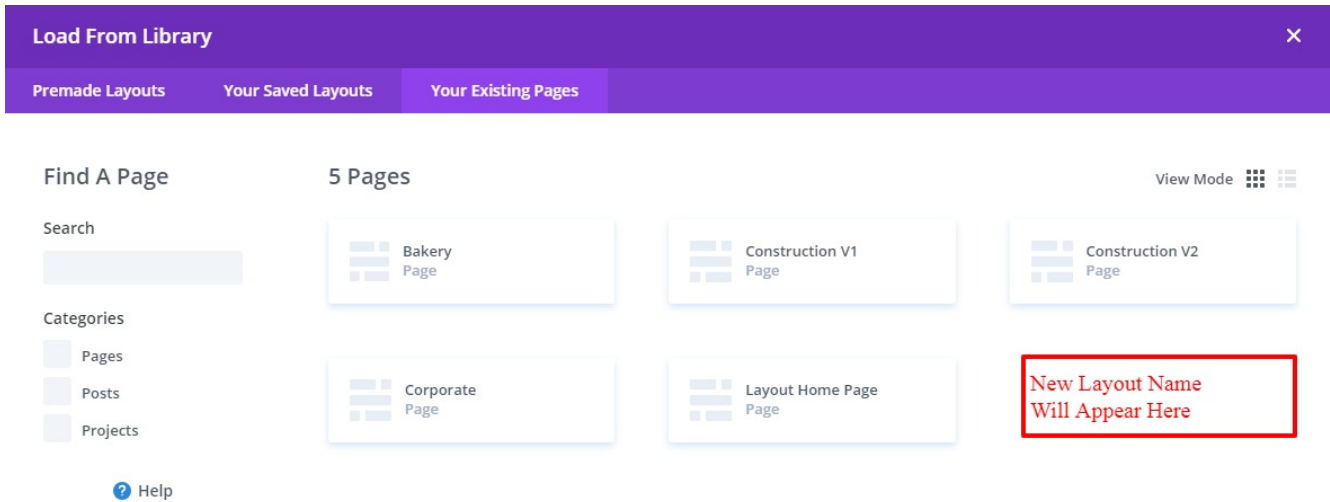 Load From Library
Premade Layouts Your Saved Layouts Your Existing Pages
Find A Page
Search
Categories
Pages
Posts
Projects
Help
5 Pages
View Mode
Bakery
Page
Construction V1
Page
Construction V2
Page
Corporate
Page
Layout Home Page
Page
New Layout Name
Will Appear Here